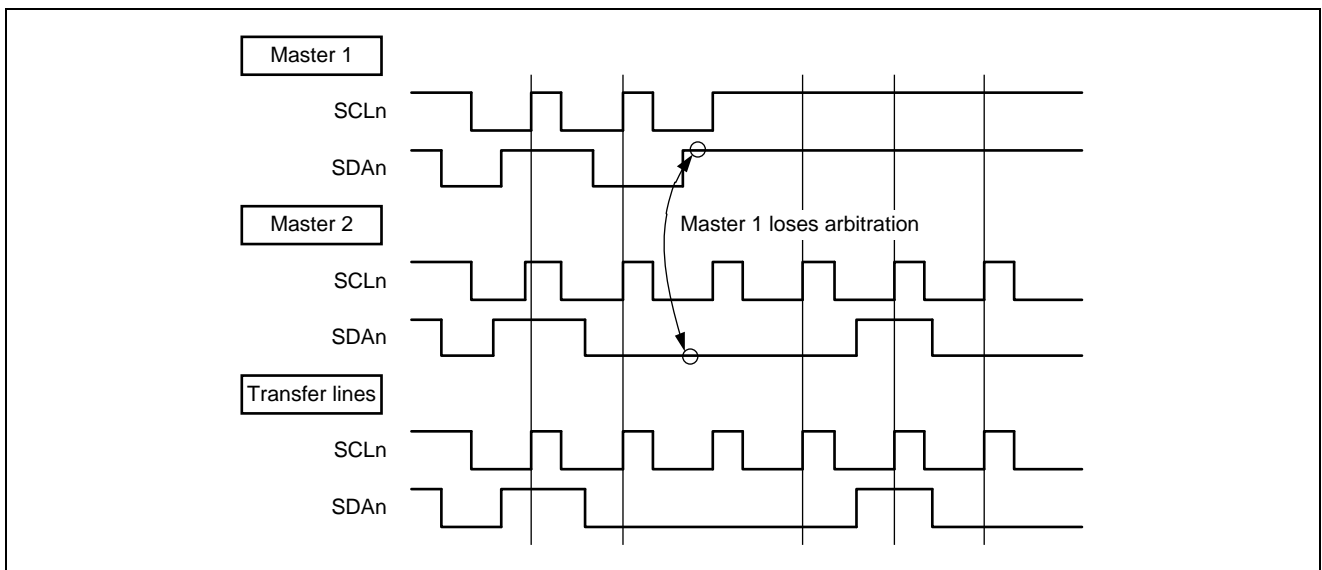 Master 1
SCLn
SDAn
Master 1 loses arbitration
Master 2
SCLn
SDAn
Transfer lines
SCLn
SDAn